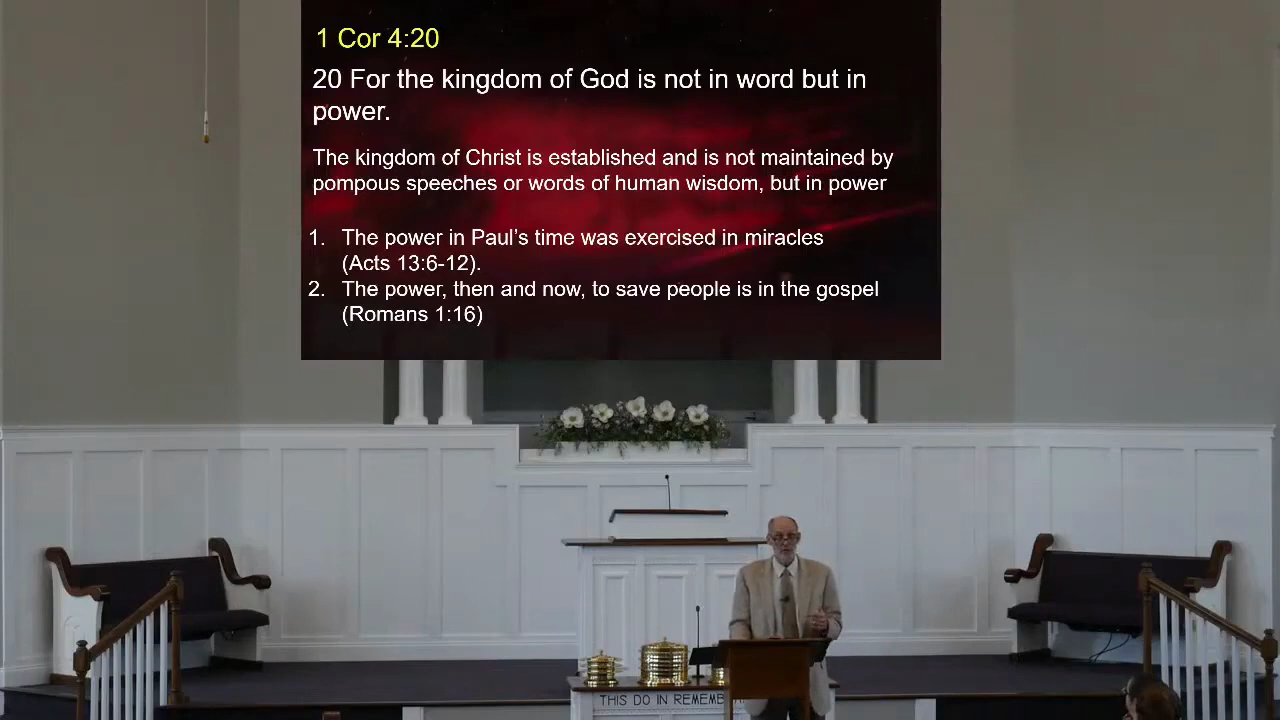 1 Cor 4:20
20 For the kingdom of God is not in word but in
power.
The kingdom of Christ is established and is not maintained by
pompous speeches or words of human wisdom, but in power
1. The power in Paul's time was exercised in miracles
(Acts 13:6-12).
2. The power, then and now, to save people is in the gospel
(Romans 1:16)
THIS DO IN REMEMB